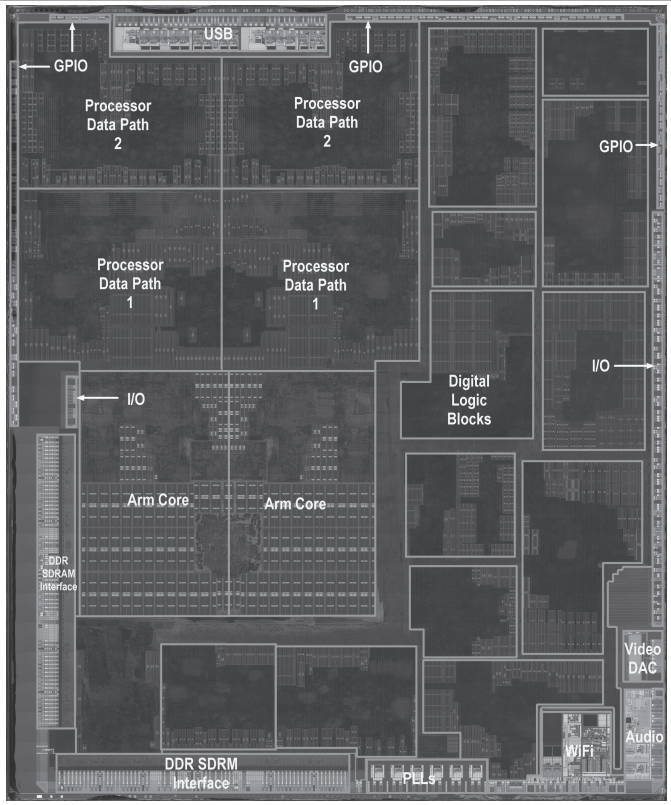 USB
GPIO
GPIO
Processor
Data Path
2
Processor
Data Path
2
GPIO
Processor
Data Path
1
Processor
Data Path
1
I/O
I/O
Digital
Logic
Blocks
Arm Core
Arm Core
DDR
SDRAM
Interface
Video
DAC
DDR SDRM
Interface
PLLs
WiFi
Audio